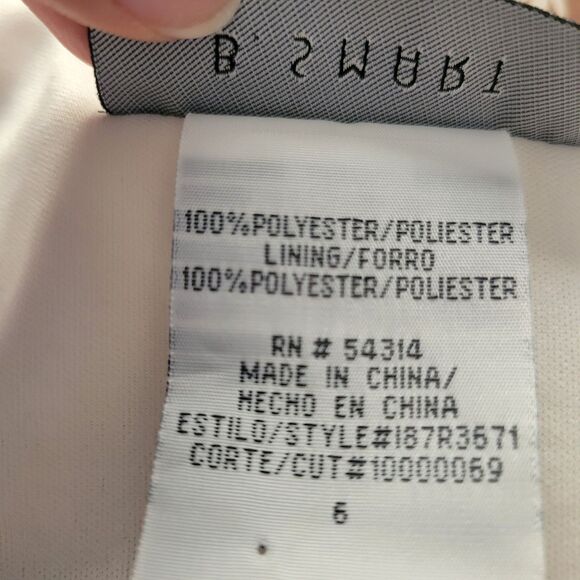 B. SMART
100%POLYESTER/POLIESTER
LINING/FORRO
100%POLYESTER/POLIESTER
RN # 54314
MADE IN CHINA/
HECHO EN CHINA
ESTILO/STYLE#187R3671
CORTE/CUT#10000069
6